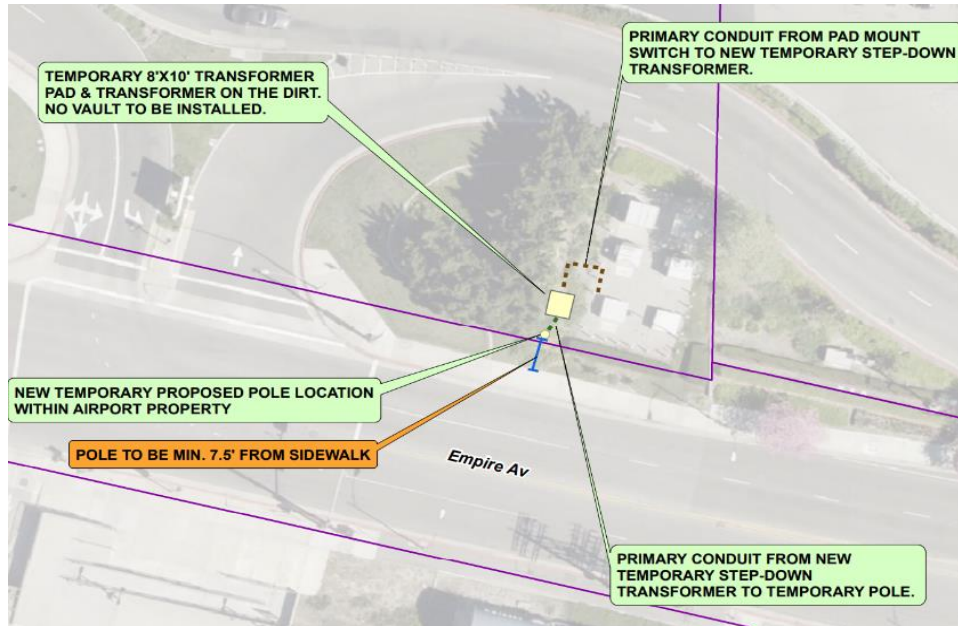 PRIMARY CONDUIT FROM PAD MOUNT
SWITCH TO NEW TEMPORARY STEP-DOWN
TRANSFORMER.
TEMPORARY 8'X10' TRANSFORMER
PAD & TRANSFORMER ON THE DIRT.
NO VAULT TO BE INSTALLED.
NEW TEMPORARY PROPOSED POLE LOCATION
WITHIN AIRPORT PROPERTY
POLE TO BE MIN. 7.5' FROM SIDEWALK
Empire Av
PRIMARY CONDUIT FROM NEW
TEMPORARY STEP-DOWN
TRANSFORMER TO TEMPORARY POLE.